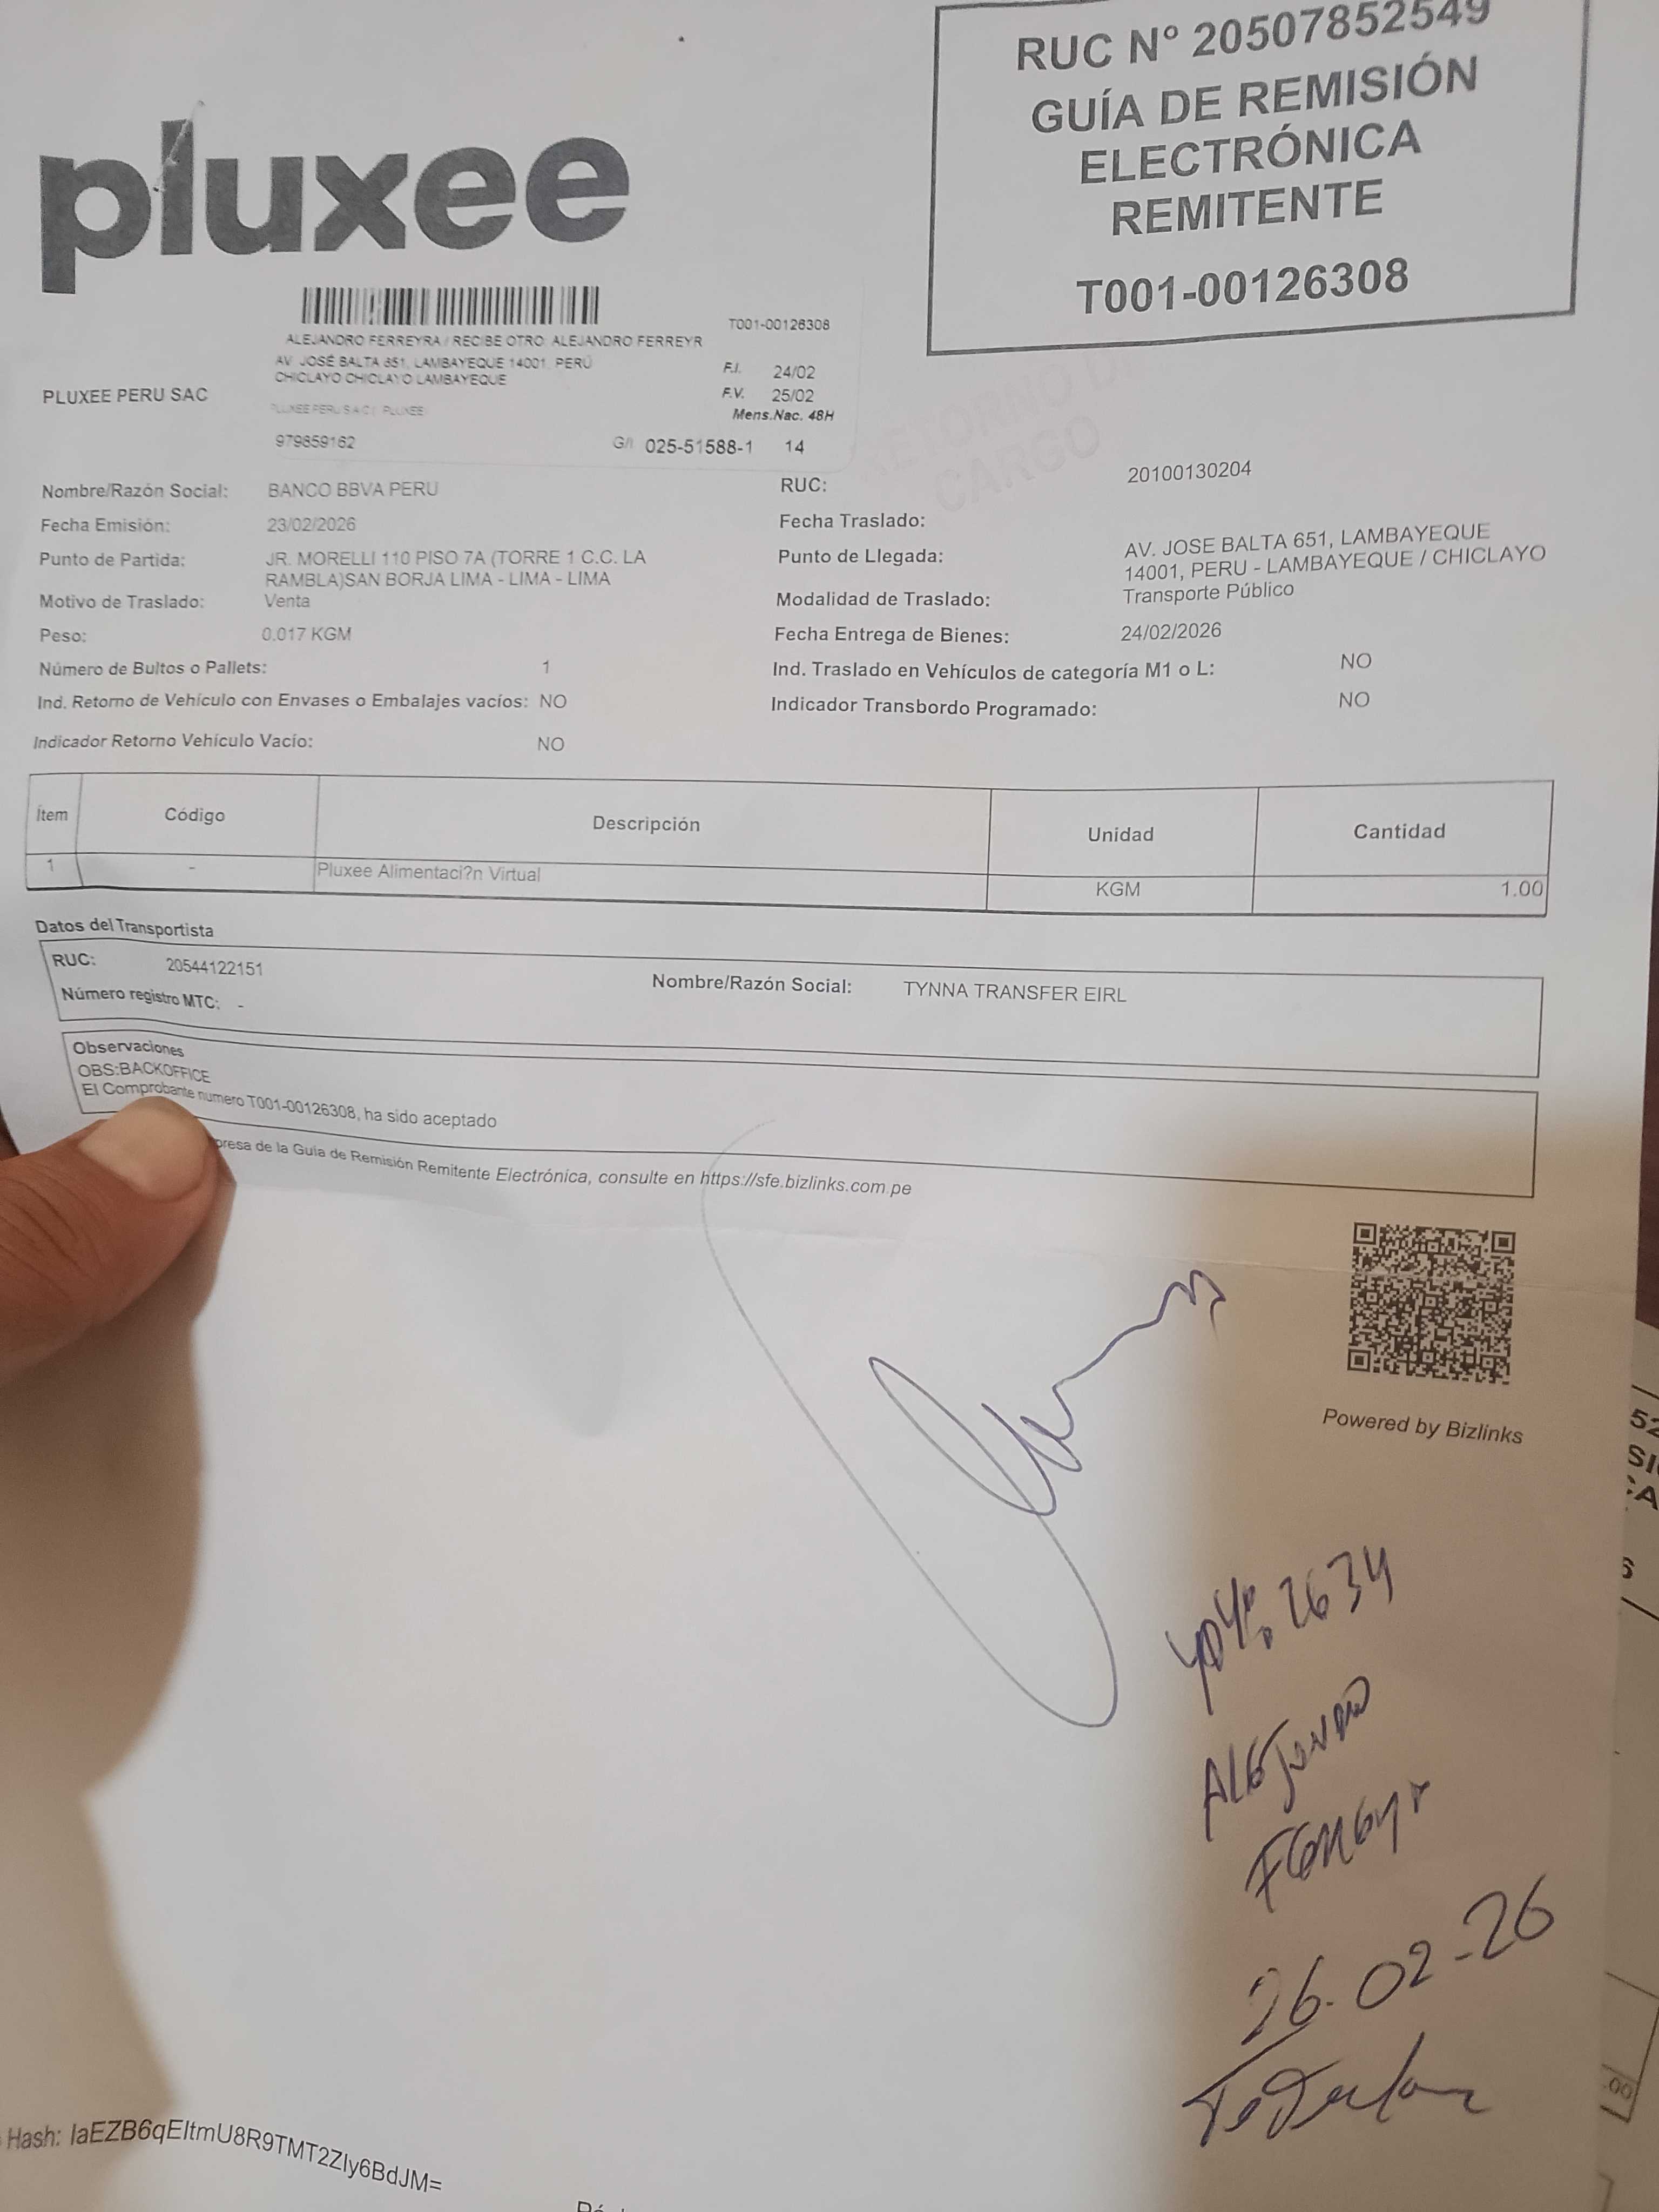 RUC N° 20507852549
GUÍA DE REMISIÓN
ELECTRÓNICA
REMITENTE
T001-00126308
pluxee
T001-00126308
ALEJANDRO FERREYRA / RECIBE OTRO: ALEJANDRO FERREYR
AV. JOSÉ BALTA 651, LAMBAYEQUE 14001, PERÚ
CHICLAYO CHICLAYO LAMBAYEQUE
F.I. 24/02
F.V. 25/02
Mens.Nac. 48H
PLUXEE PERU SAC
PLUXEE PERU S.A.C / PLUXEE
979859162
G/I 025-51588-1 14
RETORNO D
CARGO
Nombre/Razón Social: BANCO BBVA PERU
RUC: 20100130204
Fecha Emisión: 23/02/2026
Fecha Traslado:
Punto de Partida: JR. MORELLI 110 PISO 7A (TORRE 1 C.C. LA
RAMBLA)SAN BORJA LIMA - LIMA - LIMA
Punto de Llegada: AV. JOSE BALTA 651, LAMBAYEQUE
14001, PERU - LAMBAYEQUE / CHICLAYO
Motivo de Traslado: Venta
Modalidad de Traslado: Transporte Público
Peso: 0.017 KGM
Fecha Entrega de Bienes: 24/02/2026
Número de Bultos o Pallets: 1
Ind. Traslado en Vehículos de categoría M1 o L: NO
Ind. Retorno de Vehículo con Envases o Embalajes vacíos: NO
Indicador Transbordo Programado: NO
Indicador Retorno Vehículo Vacío: NO
Ítem Código Descripción Unidad Cantidad
1 - Pluxee Alimentaci?n Virtual KGM 1.00
Datos del Transportista
RUC: 20544122151
Nombre/Razón Social: TYNNA TRANSFER EIRL
Número registro MTC: -
Observaciones
OBS:BACKOFFICE
El Comprobante numero T001-00126308, ha sido aceptado
presa de la Guía de Remisión Remitente Electrónica, consulte en https://sfe.bizlinks.com.pe
Powered by Bizlinks
2634
ALEJANDRO
26-02-26
Hash: IaEZB6qEItmU8R9TMT2ZIy6BdJM=